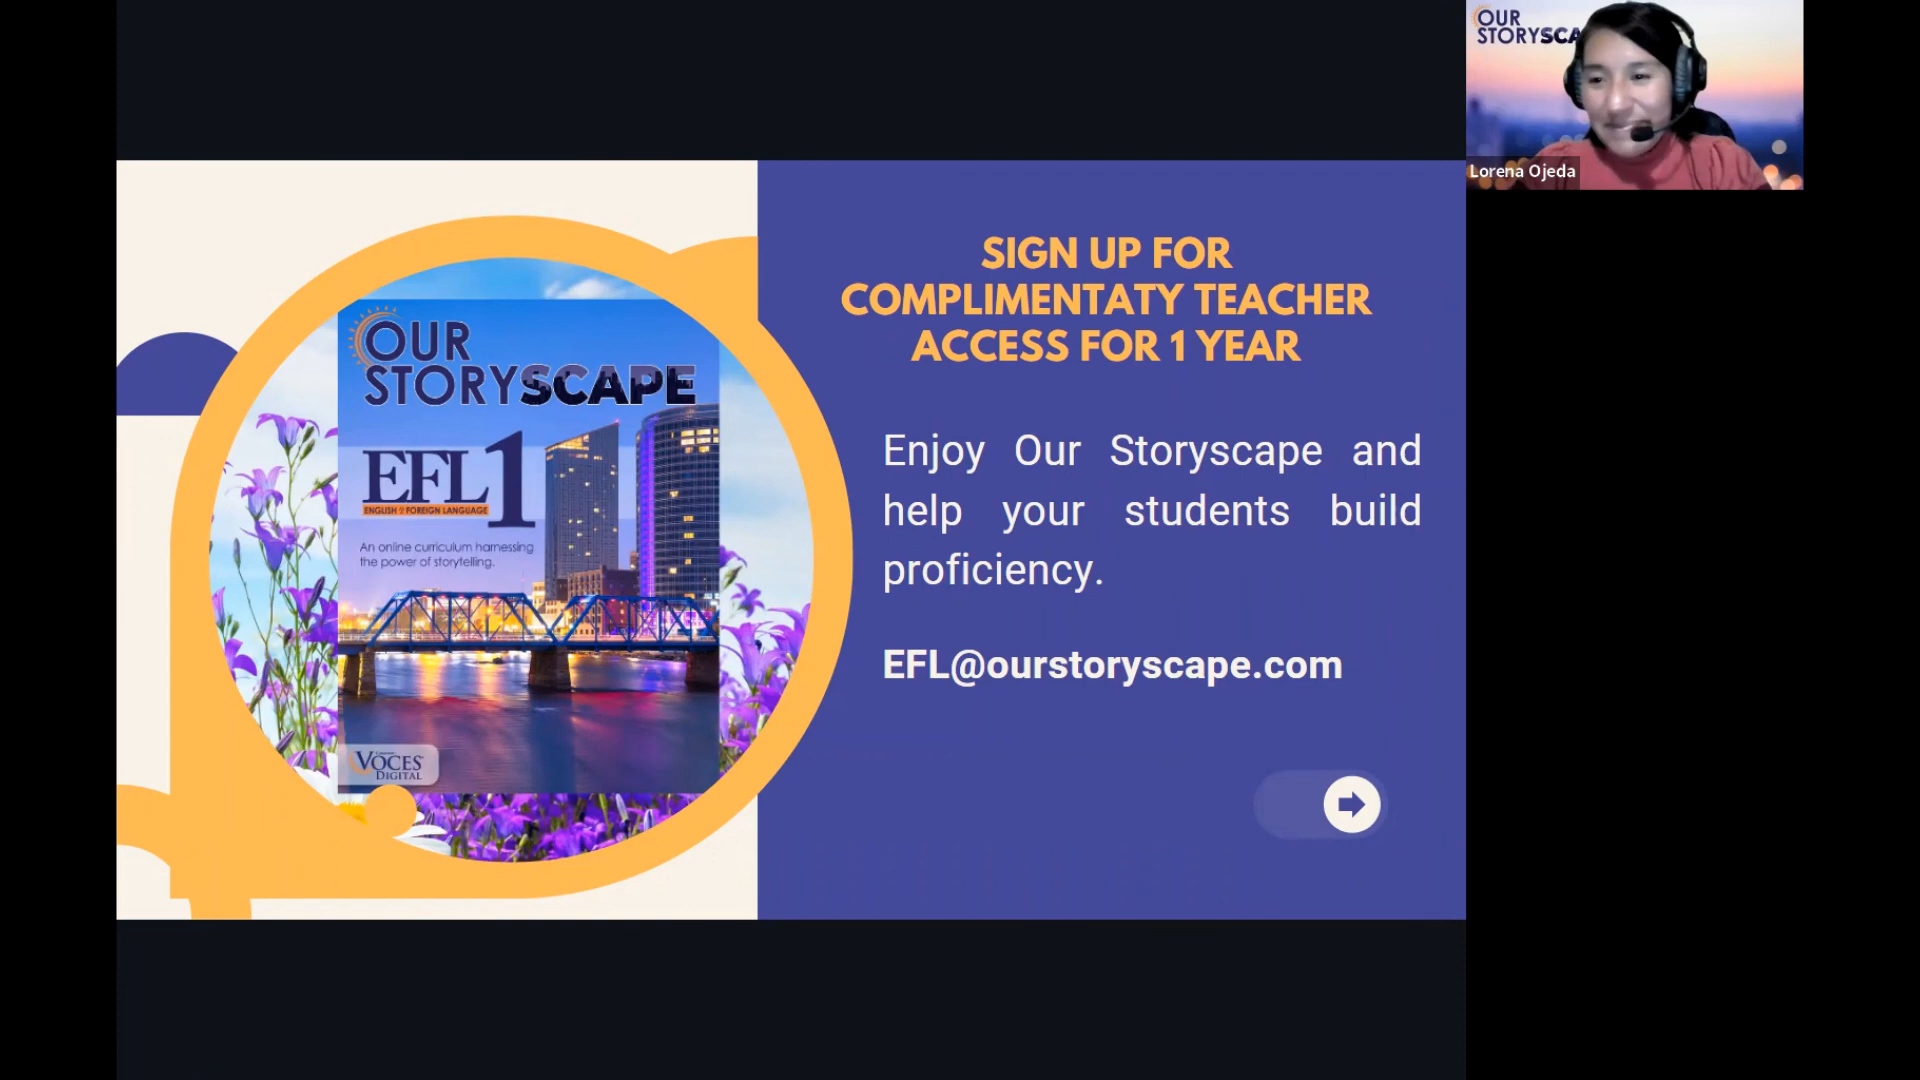 OUR
STORYSCAPE
EFL1
ENGLISH FOREIGN LANGUAGE
An online curriculum harnessing
the power of storytelling.
VOCES
DIGITAL
SIGN UP FOR
COMPLIMENTATY TEACHER
ACCESS FOR 1 YEAR
Enjoy Our Storyscape and
help your students build
proficiency.
EFL@ourstoryscape.com
OUR
STORYSCA
Lorena Ojeda